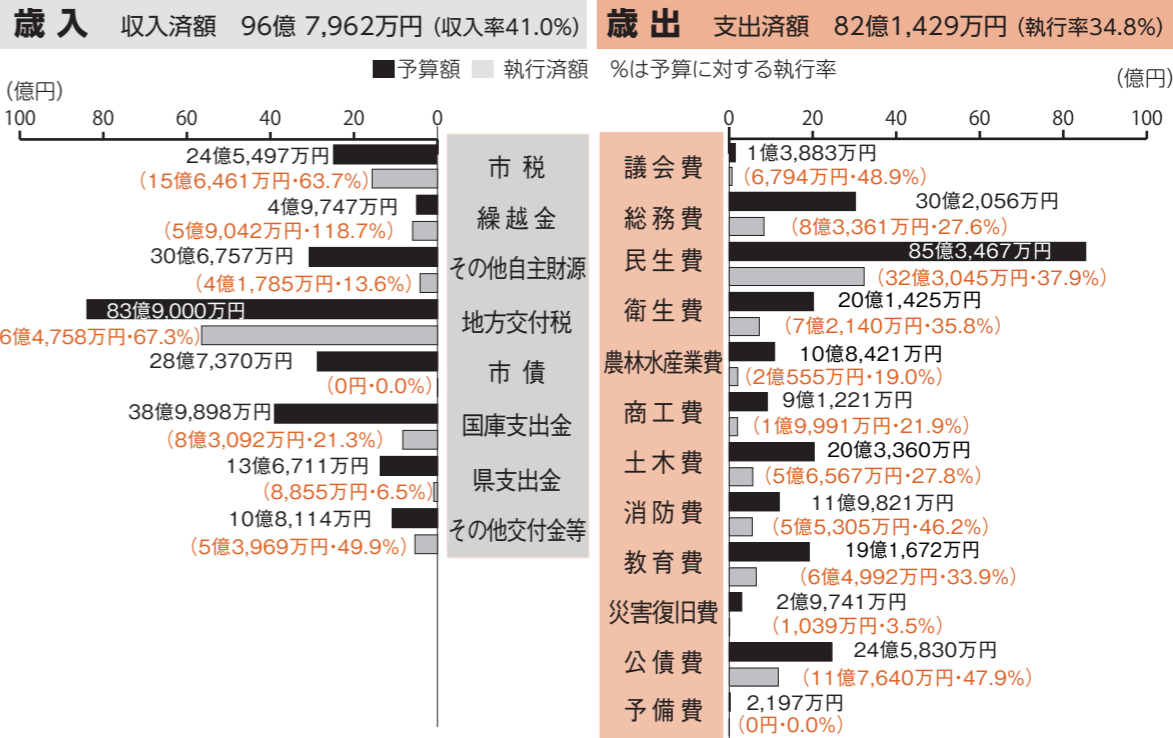 歳入 収入済額 96億 7,962万円 (収入率41.0%)
歳出 支出済額 82億1,429万円 (執行率34.8%)
予算額 執行済額 %は予算に対する執行率
(億円)
100 80 60 40 20 0
24億5,497万円
市税
(15億6,461万円・63.7%)
4億9,747万円
繰越金
(5億9,042万円・118.7%)
30億6,757万円
その他自主財源
(4億1,785万円・13.6%)
83億9,000万円
地方交付税
6億4,758万円・67.3%)
28億7,370万円
市債
(0円・0.0%)
38億9,898万円
国庫支出金
(8億3,092万円・21.3%)
13億6,711万円
県支出金
(8,855万円・6.5%)
10億8,114万円
その他交付金等
(5億3,969万円・49.9%)
(億円)
0 20 40 60 80 100
議会費
1億3,883万円
(6,794万円・48.9%)
総務費
30億2,056万円
(8億3,361万円・27.6%)
民生費
85億3,467万円
(32億3,045万円・37.9%)
衛生費
20億1,425万円
(7億2,140万円・35.8%)
農林水産業費
10億8,421万円
(2億555万円・19.0%)
商工費
9億1,221万円
(1億9,991万円・21.9%)
土木費
20億3,360万円
(5億6,567万円・27.8%)
消防費
11億9,821万円
(5億5,305万円・46.2%)
教育費
19億1,672万円
(6億4,992万円・33.9%)
災害復旧費
2億9,741万円
(1,039万円・3.5%)
公債費
24億5,830万円
(11億7,640万円・47.9%)
予備費
2,197万円
(0円・0.0%)